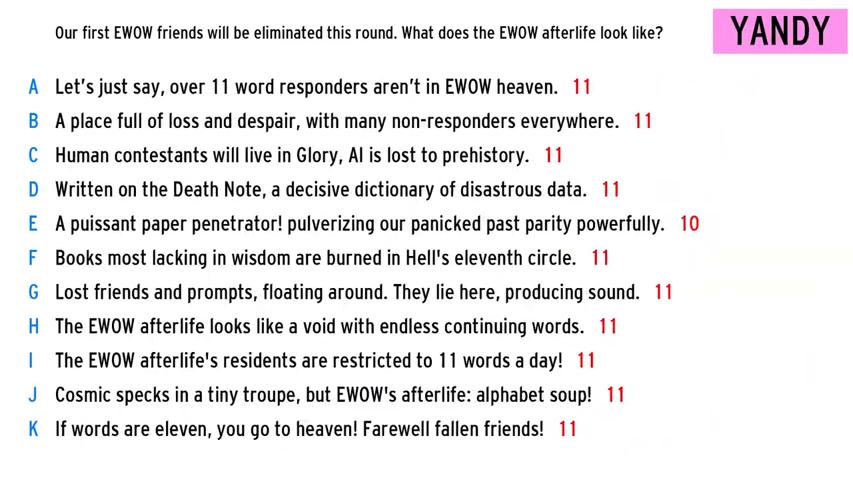 Our first EWOW friends will be eliminated this round. What does the EWOW afterlife look like?
YANDY
A Let's just say, over 11 word responders aren't in EWOW heaven. 11
B A place full of loss and despair, with many non-responders everywhere. 11
C Human contestants will live in Glory, AI is lost to prehistory. 11
D Written on the Death Note, a decisive dictionary of disastrous data. 11
E A puissant paper penetrator! pulverizing our panicked past parity powerfully. 10
F Books most lacking in wisdom are burned in Hell's eleventh circle. 11
G Lost friends and prompts, floating around. They lie here, producing sound. 11
H The EWOW afterlife looks like a void with endless continuing words. 11
I The EWOW afterlife's residents are restricted to 11 words a day! 11
J Cosmic specks in a tiny troupe, but EWOW's afterlife: alphabet soup! 11
K If words are eleven, you go to heaven! Farewell fallen friends! 11